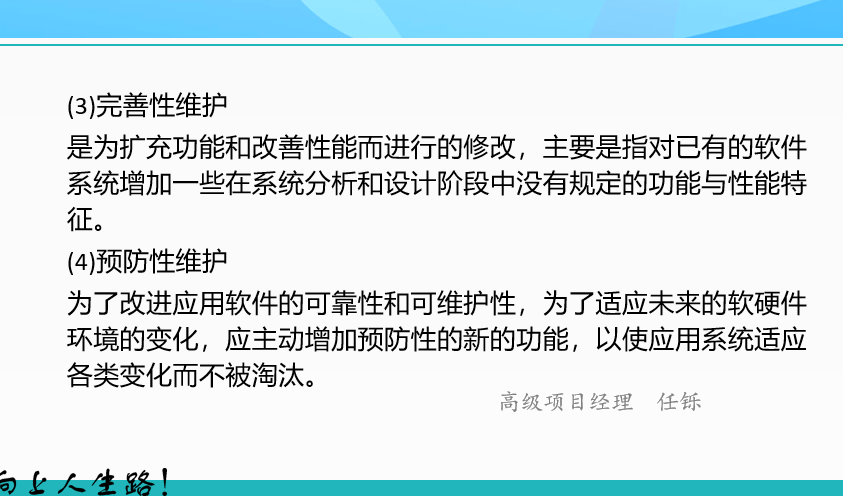 (3)完善性维护
是为扩充功能和改善性能而进行的修改，主要是指对已有的软件
系统增加一些在系统分析和设计阶段中没有规定的功能与性能特
征。
(4)预防性维护
为了改进应用软件的可靠性和可维护性，为了适应未来的软硬件
环境的变化，应主动增加预防性的新的功能，以使应用系统适应
各类变化而不被淘汰。
高级项目经理 任铄
向上人生路！